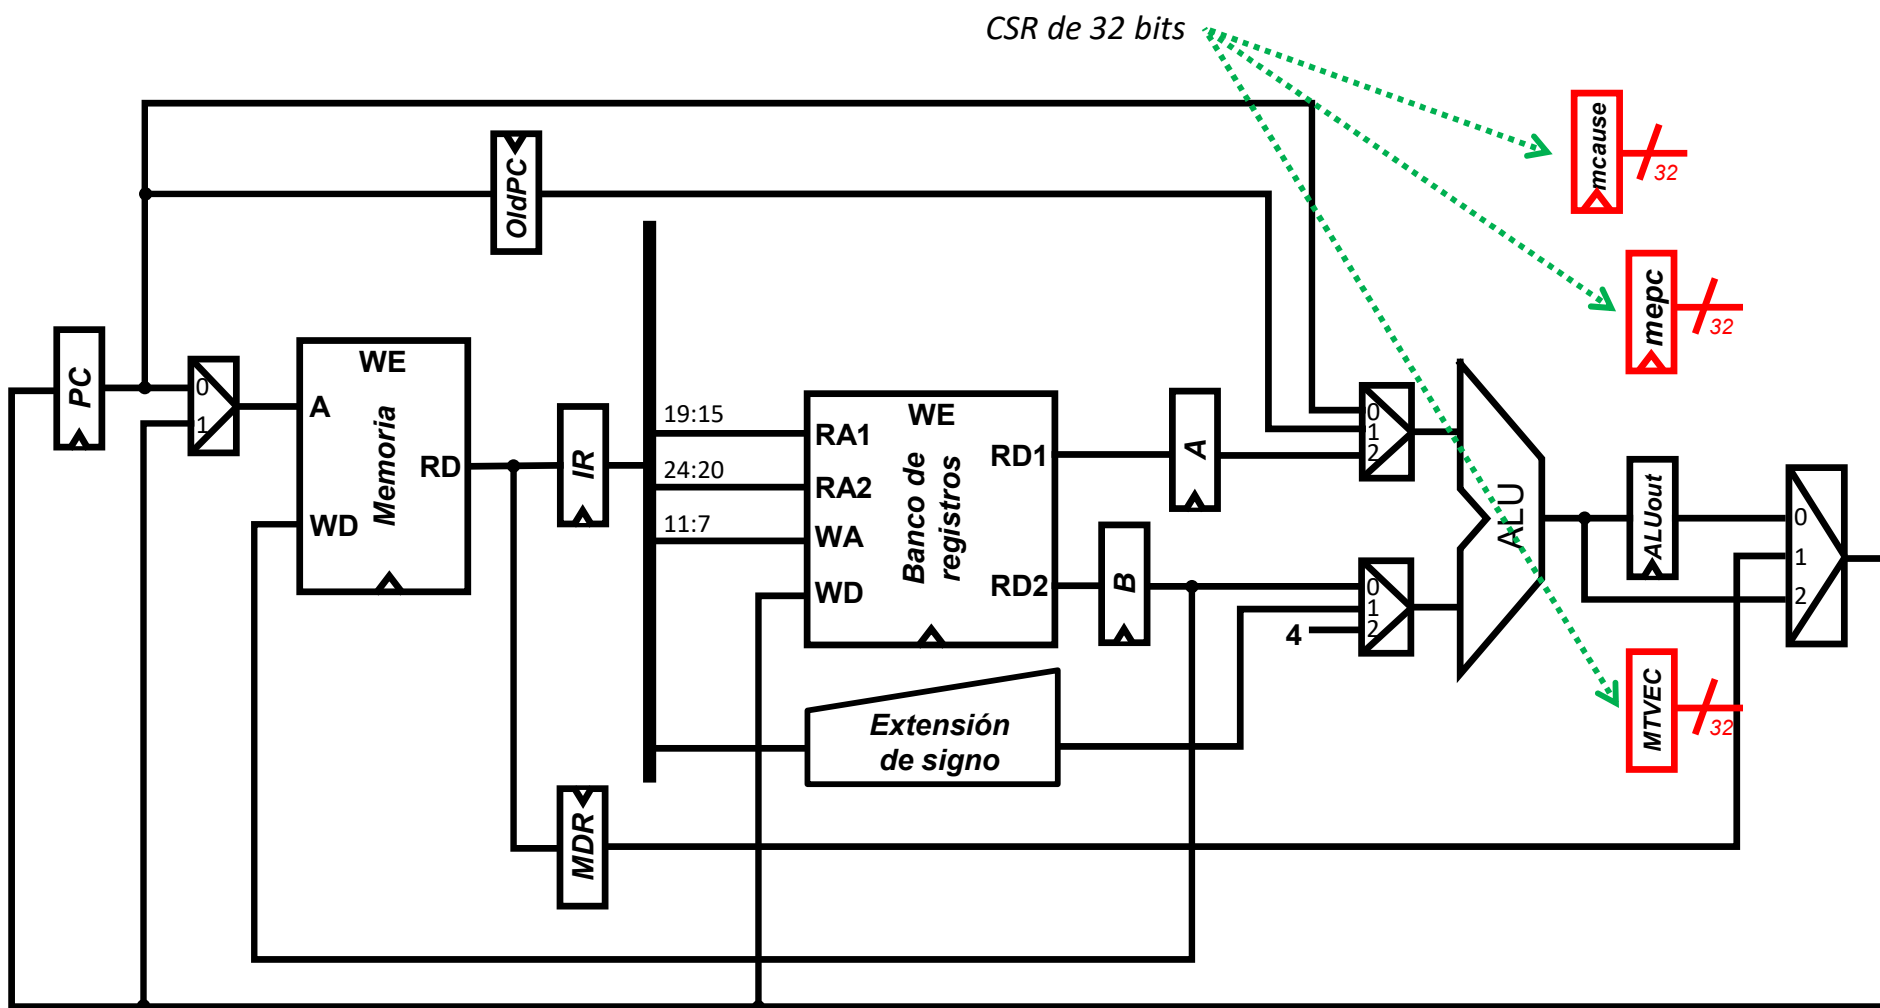 CSR de 32 bits
mcause
32
OldPC
mepc
32
PC
0
1
WE
A
Memoria
RD
WD
IR
19:15
24:20
11:7
WE
RA1
RA2
WA
WD
Banco de
registros
RD1
RD2
A
B
0
1
2
0
1
2
4
ALU
ALUout
0
1
2
MTVEC
32
Extensión
de signo
MDR